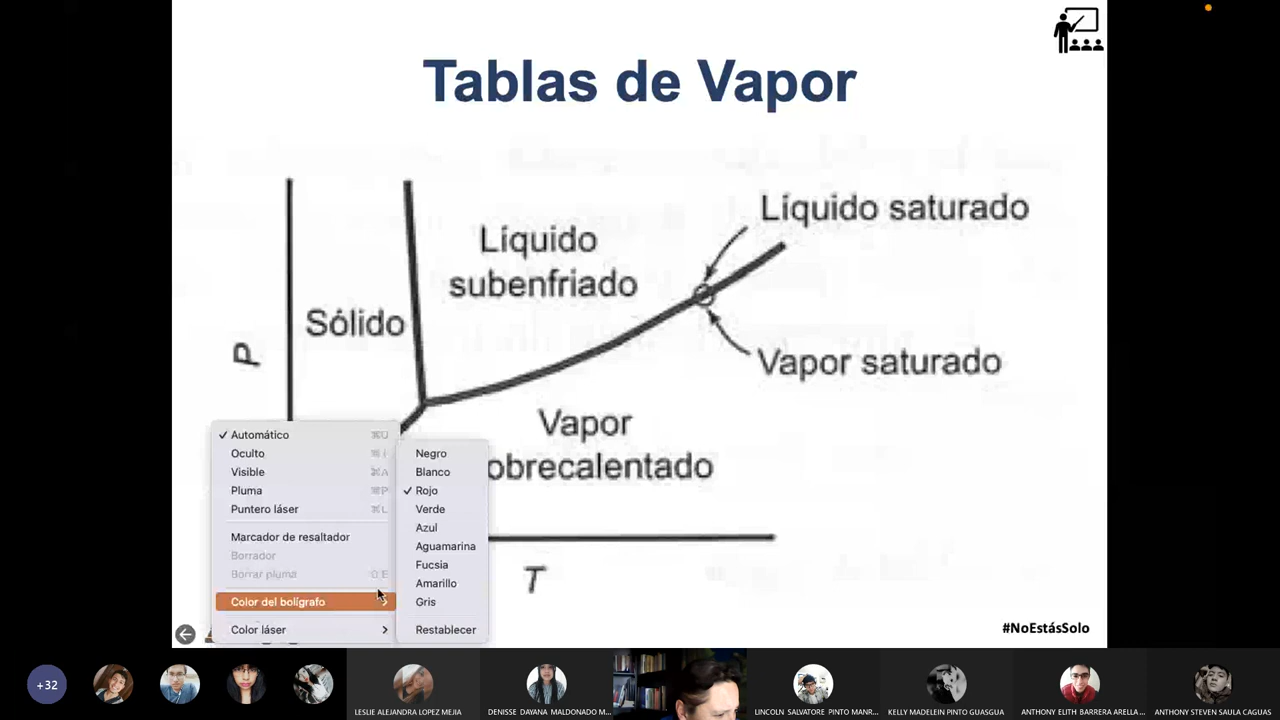 Tablas de Vapor
Líquido saturado
Líquido
subenfriado
Sólido
P
Vapor saturado
Vapor
obrecalentado
T
✓ Automático ⌘U
Oculto ⌘I
Visible ⌘A
Pluma ⌘P
Puntero láser ⌘L
Marcador de resaltador
Borrador
Borrar pluma ⇧E
Color del bolígrafo >
Color láser >
Negro
Blanco
✓ Rojo
Verde
Azul
Aguamarina
Fucsia
Amarillo
Gris
Restablecer
#NoEstásSolo
+32
LESLIE ALEJANDRA LOPEZ MEJIA
DENISSE DAYANA MALDONADO M...
LINCOLN SALVATORE PINTO MANR...
KELLY MADELEIN PINTO GUASGUA
ANTHONY ELITH BARRERA ARELLA ...
ANTHONY STEVEN SAULA CAGUAS